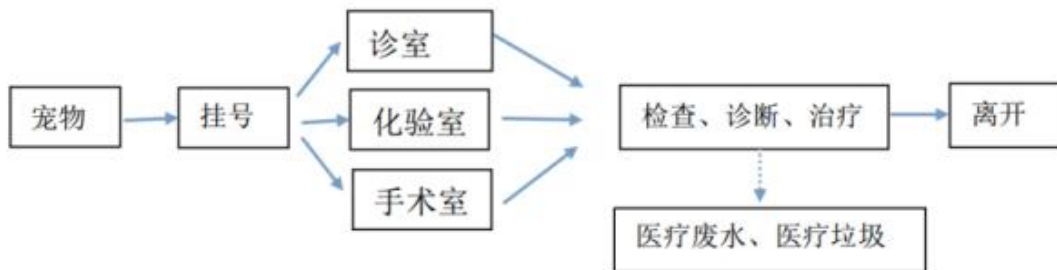 宠物
挂号
诊室
化验室
手术室
检查、诊断、治疗
离开
医疗废水、医疗垃圾